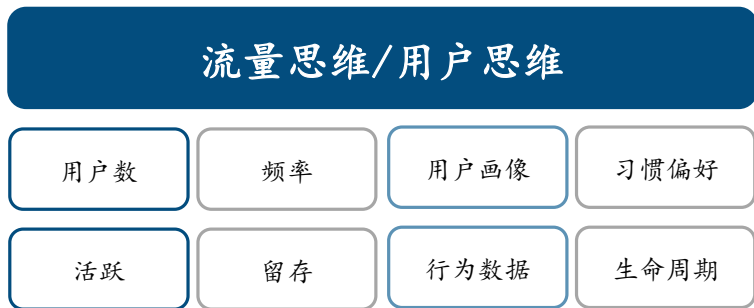 流量思维/用户思维
用户数 频率 用户画像 习惯偏好
活跃 留存 行为数据 生命周期